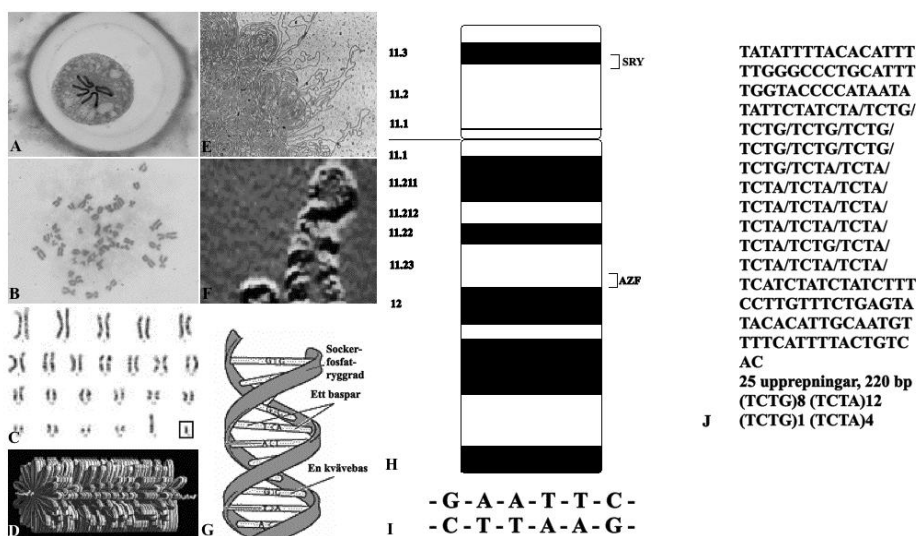 A
B
C
D
E
F
Socker-
fosfat-
ryggrad
Ett baspar
En kvävebas
G
11.3
11.2
11.1
11.1
11.211
11.212
11.22
11.23
12
SRY
AZF
H
-G-A-A-T-T-C-
-C-T-T-A-A-G-
I
TATATTTTACACATTT
TTGGGCCCTGCATTT
TGGTACCCCATAATA
TATTCTATCTA/TCTG/
TCTG/TCTG/TCTG/
TCTG/TCTG/TCTG/
TCTG/TCTA/TCTA/
TCTA/TCTA/TCTA/
TCTA/TCTA/TCTA/
TCTA/TCTA/TCTA/
TCTA/TCTG/TCTA/
TCTA/TCTA/TCTA/
TCATCTATCTATCTTT
CCTTGTTTCTGAGTA
TACACATTGCAATGT
TTTCATTTTACTGTC
AC
25 upprepningar, 220 bp
(TCTG)8 (TCTA)12
(TCTG)1 (TCTA)4
J